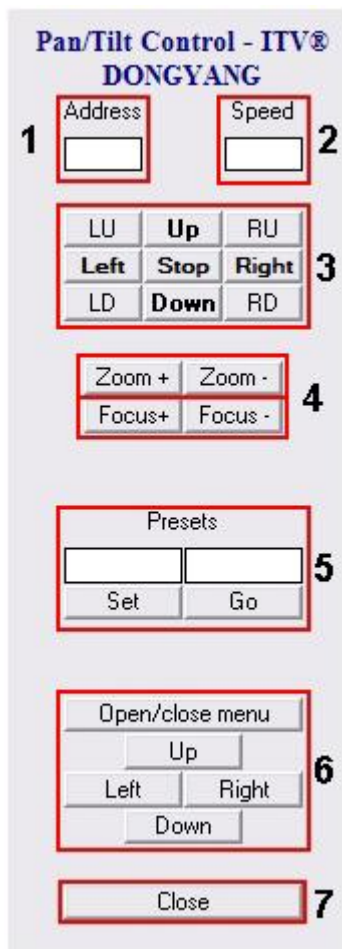 Pan/Tilt Control - ITV®
DONGYANG
1 Address Speed 2
LU Up RU
Left Stop Right 3
LD Down RD
Zoom + Zoom - 4
Focus+ Focus -
Presets
5
Set Go
Open/close menu
Up
6
Left Right
Down
Close 7